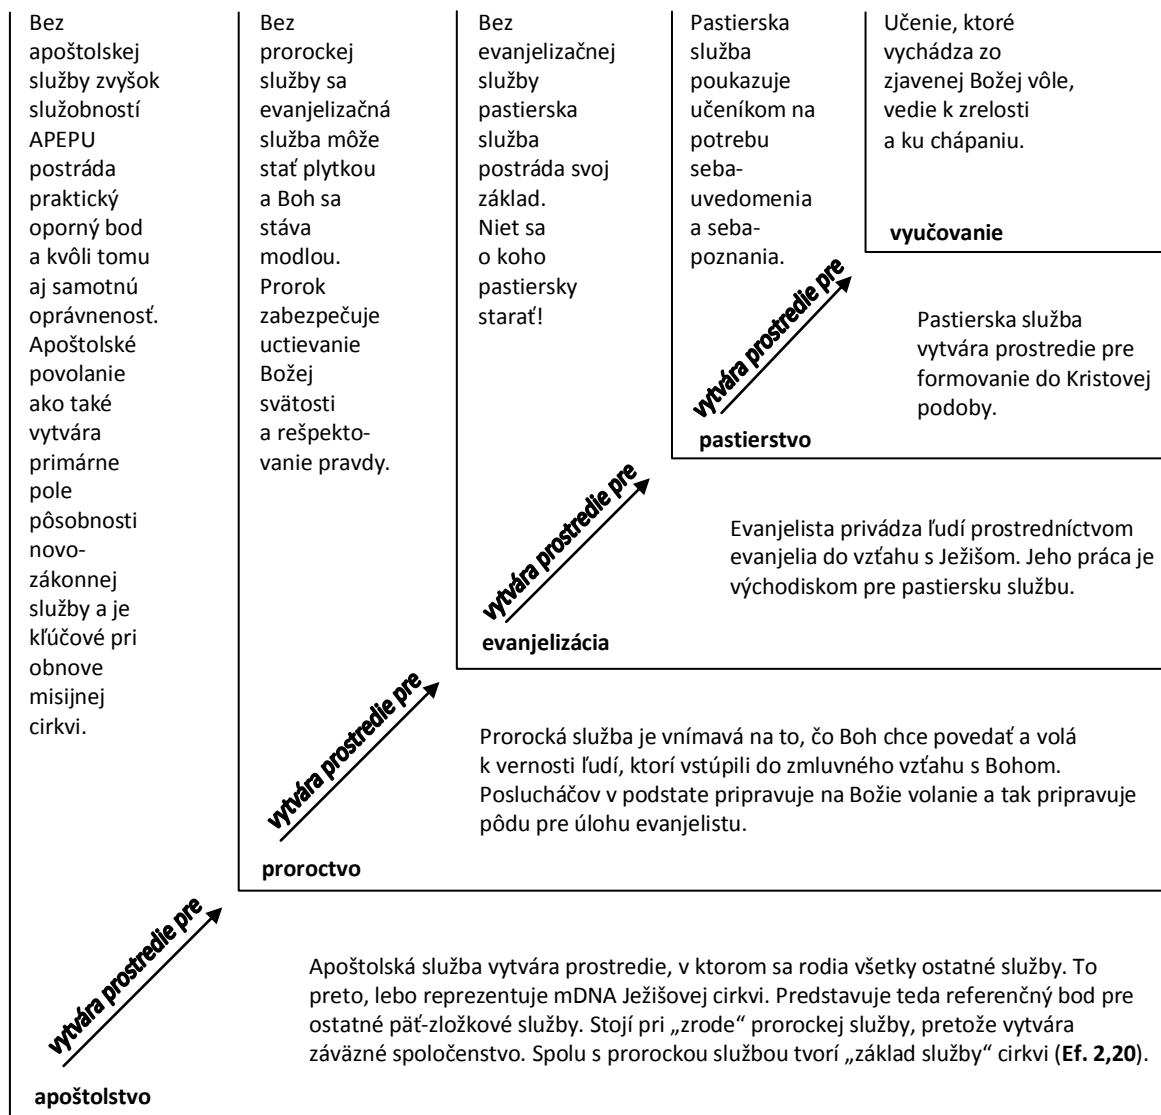 Bez
apoštolskej
služby zvyšok
služobností
APEPU
postráda
praktický
oporný bod
a kvôli tomu
aj samotnú
oprávnenosť.
Apoštolské
povolanie
ako také
vytvára
primárne
pole
pôsobnosti
novo-
zákonnej
služby a je
kľúčové pri
obnove
misijnej
cirkvi.
Bez
prorockej
služby sa
evanjelizačná
služba môže
stať plytkou
a Boh sa
stáva
modlou.
Prorok
zabezpečuje
uctievanie
Božej
svätosti
a rešpekto-
vanie pravdy.
Bez
evanjelizačnej
služby
pastierska
služba
postráda svoj
základ.
Niet sa
o koho
pastiersky
starať!
Pastierska
služba
poukazuje
učeníkom na
potrebu
seba-
uvedomenia
a seba-
poznania.
Učenie, ktoré
vychádza zo
zjavenej Božej vôle,
vedie k zrelosti
a ku chápaniu.
vyučovanie
vytvára prostredie pre
Pastierska služba
vytvára prostredie pre
formovanie do Kristovej
podoby.
pastierstvo
vytvára prostredie pre
Evanjelista privádza ľudí prostredníctvom
evanjelia do vzťahu s Ježišom. Jeho práca je
východiskom pre pastiersku službu.
evanjelizácia
vytvára prostredie pre
Prorocká služba je vnímavá na to, čo Boh chce povedať a volá
k vernosti ľudí, ktorí vstúpili do zmluvného vzťahu s Bohom.
Poslucháčov v podstate pripravuje na Božie volanie a tak pripravuje
pôdu pre úlohu evanjelistu.
proroctvo
vytvára prostredie pre
Apoštolská služba vytvára prostredie, v ktorom sa rodia všetky ostatné služby. To
preto, lebo reprezentuje mDNA Ježišovej cirkvi. Predstavuje teda referenčný bod pre
ostatné päť-zložkové služby. Stojí pri „zrode“ prorockej služby, pretože vytvára
záväzné spoločenstvo. Spolu s prorockou službou tvorí „základ služby“ cirkvi (Ef. 2,20).
apoštolstvo